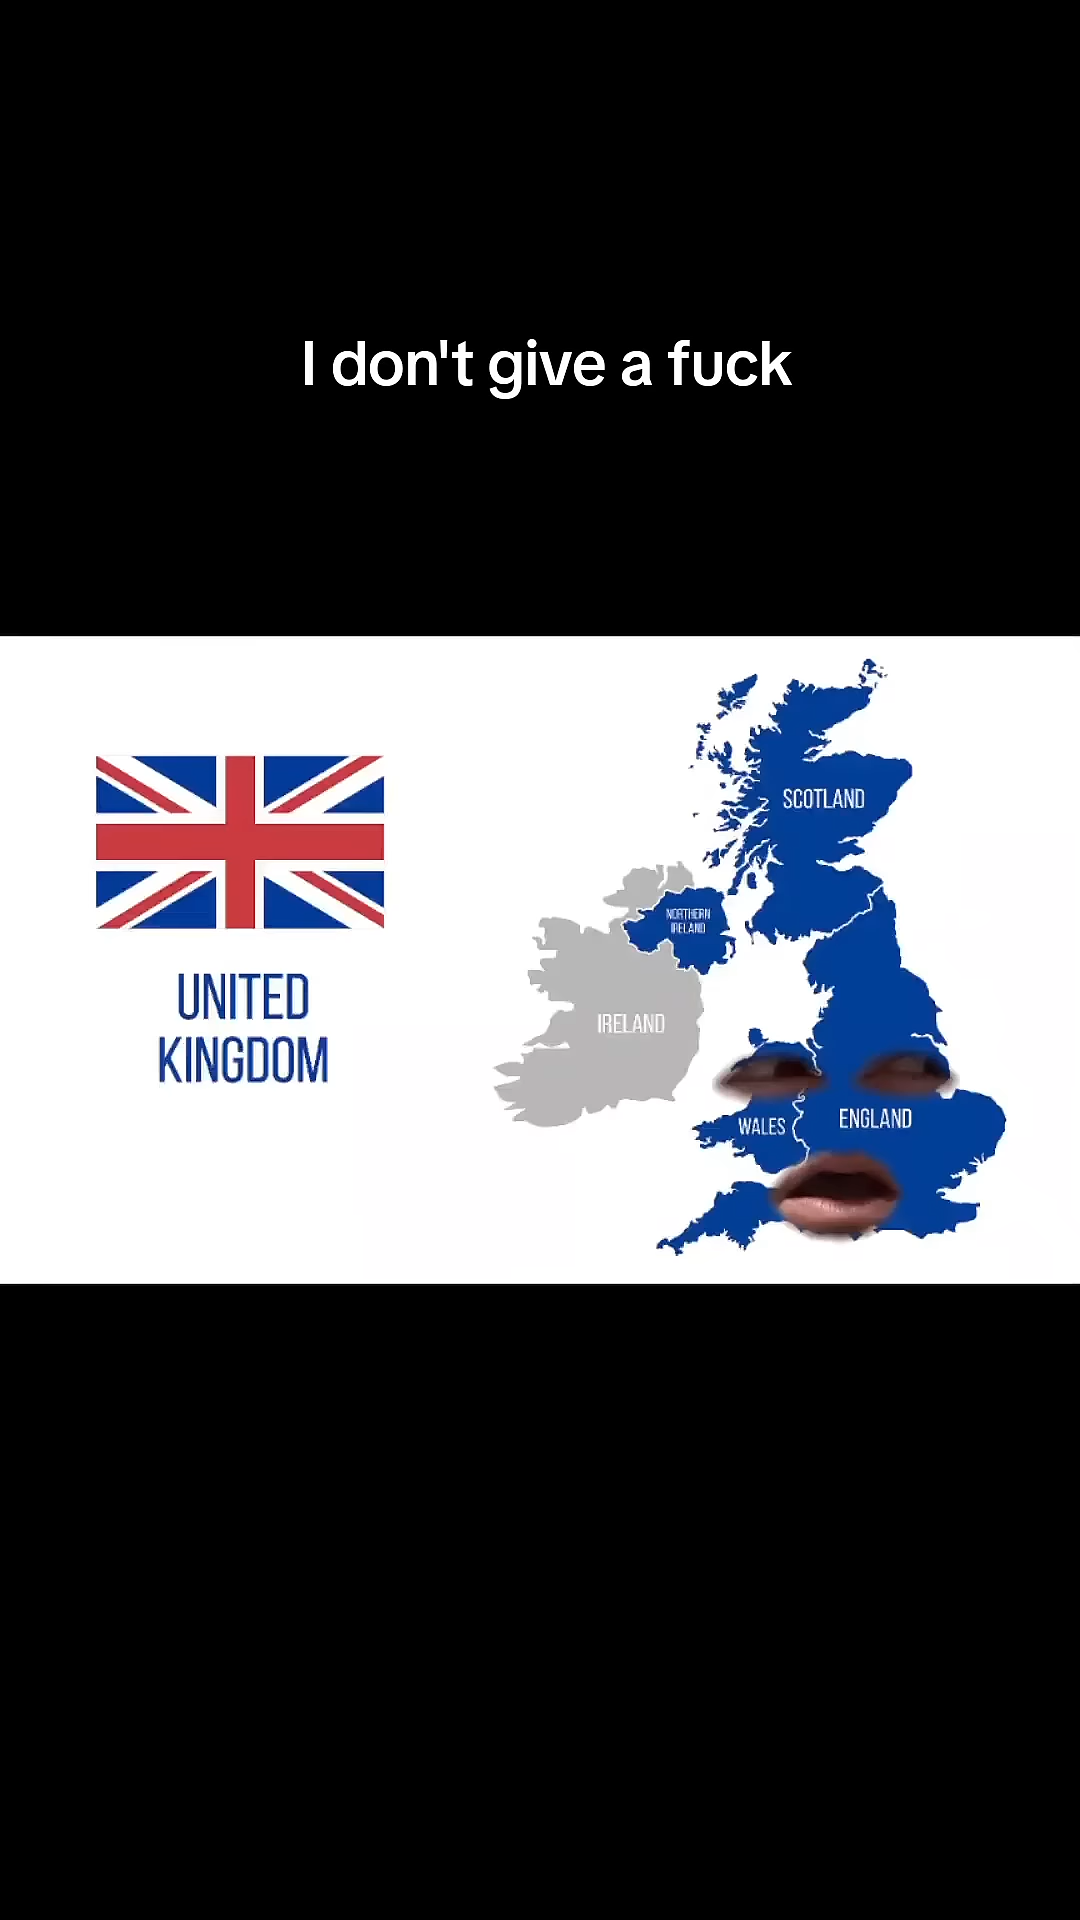 I don't give a fuck
UNITED
KINGDOM
SCOTLAND
NORTHERN
IRELAND
IRELAND
WALES
ENGLAND